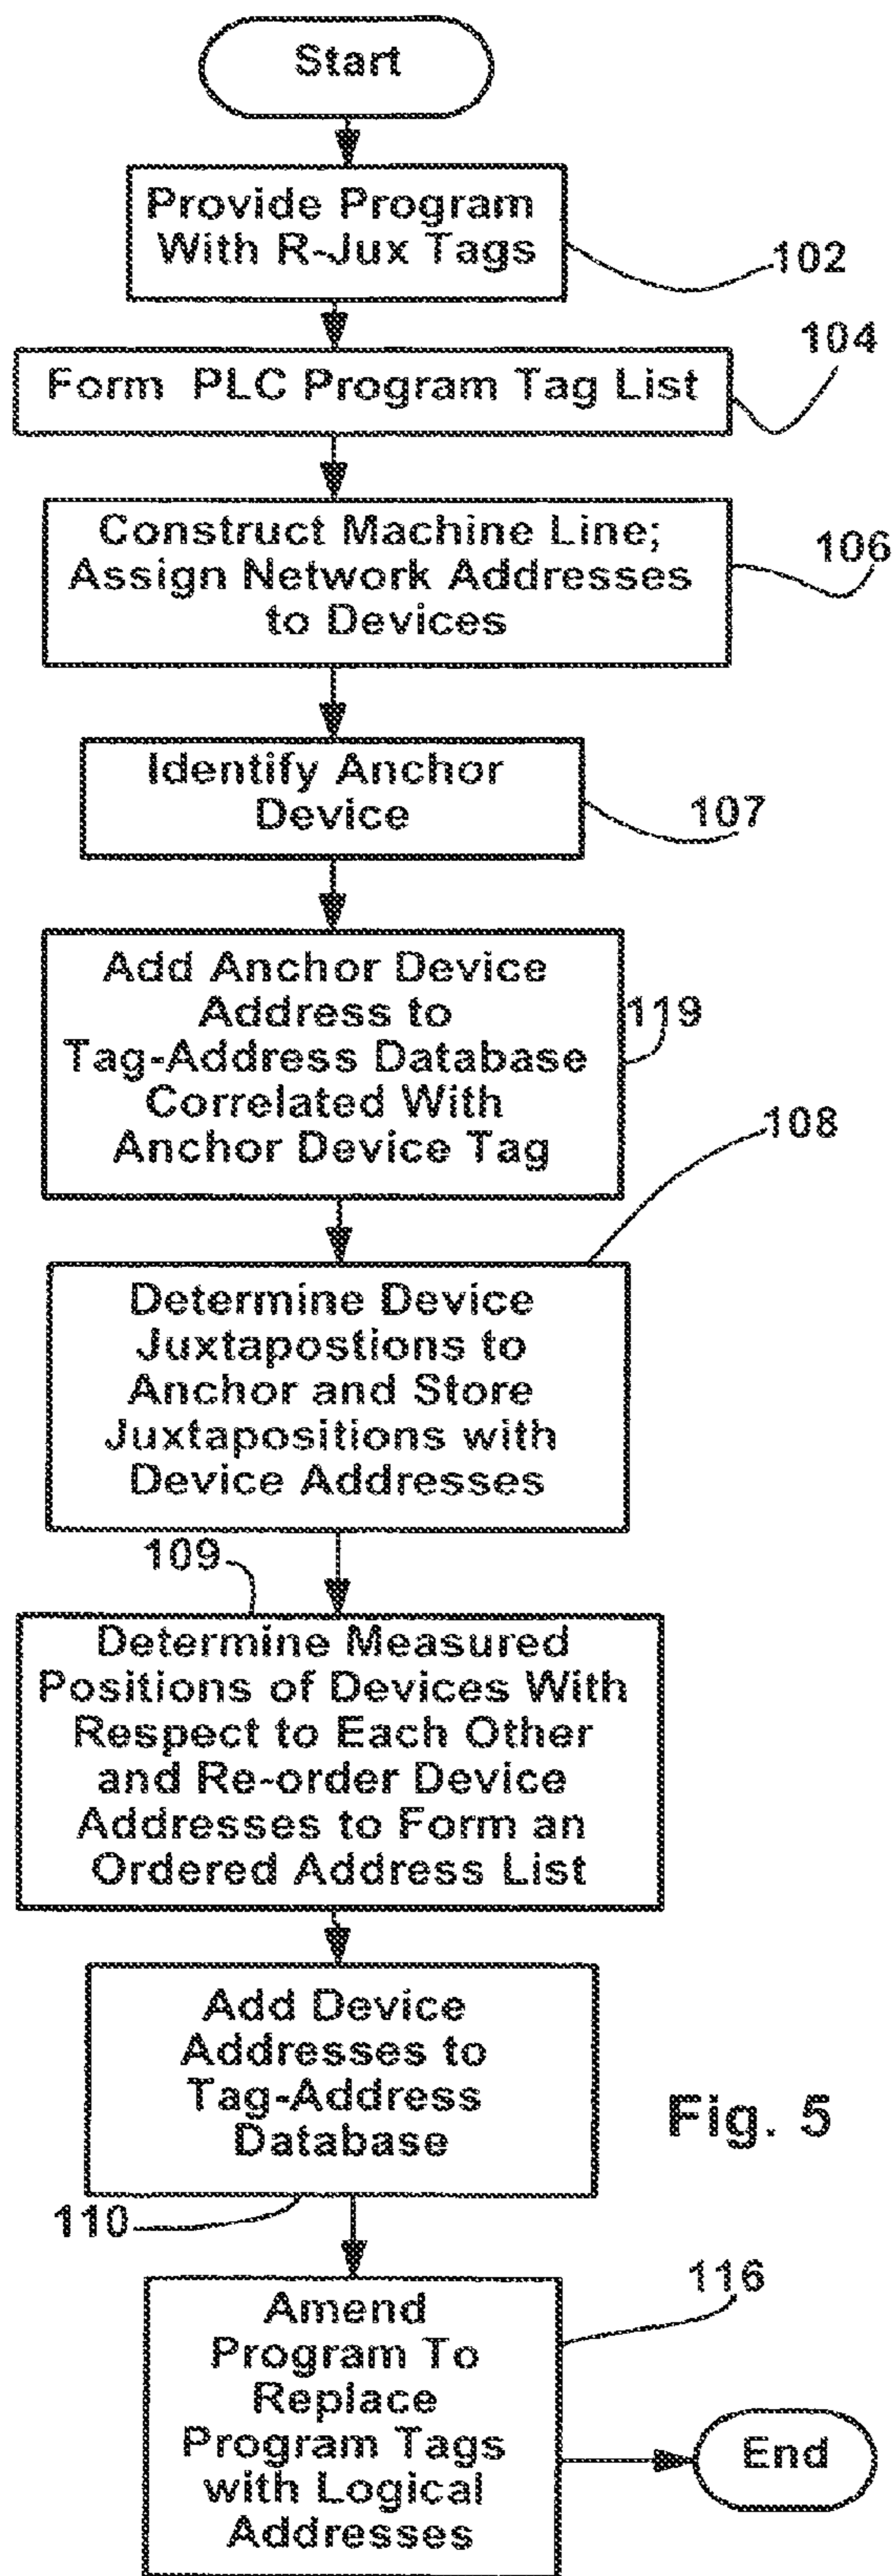 Start
Provide Program
With R-Jux Tags
102
104
Form PLC Program Tag List
Construct Machine Line;
Assign Network Addresses
to Devices
106
Identify Anchor
Device
107
Add Anchor Device
Address to
Tag-Address Database
Correlated With
Anchor Device Tag
119
108
Determine Device
Juxtapostions to
Anchor and Store
Juxtapositions with
Device Addresses
109
Determine Measured
Positions of Devices With
Respect to Each Other
and Re-order Device
Addresses to Form an
Ordered Address List
Add Device
Addresses to
Tag-Address
Database
Fig. 5
110
116
Amend
Program To
Replace
Program Tags
with Logical
Addresses
End